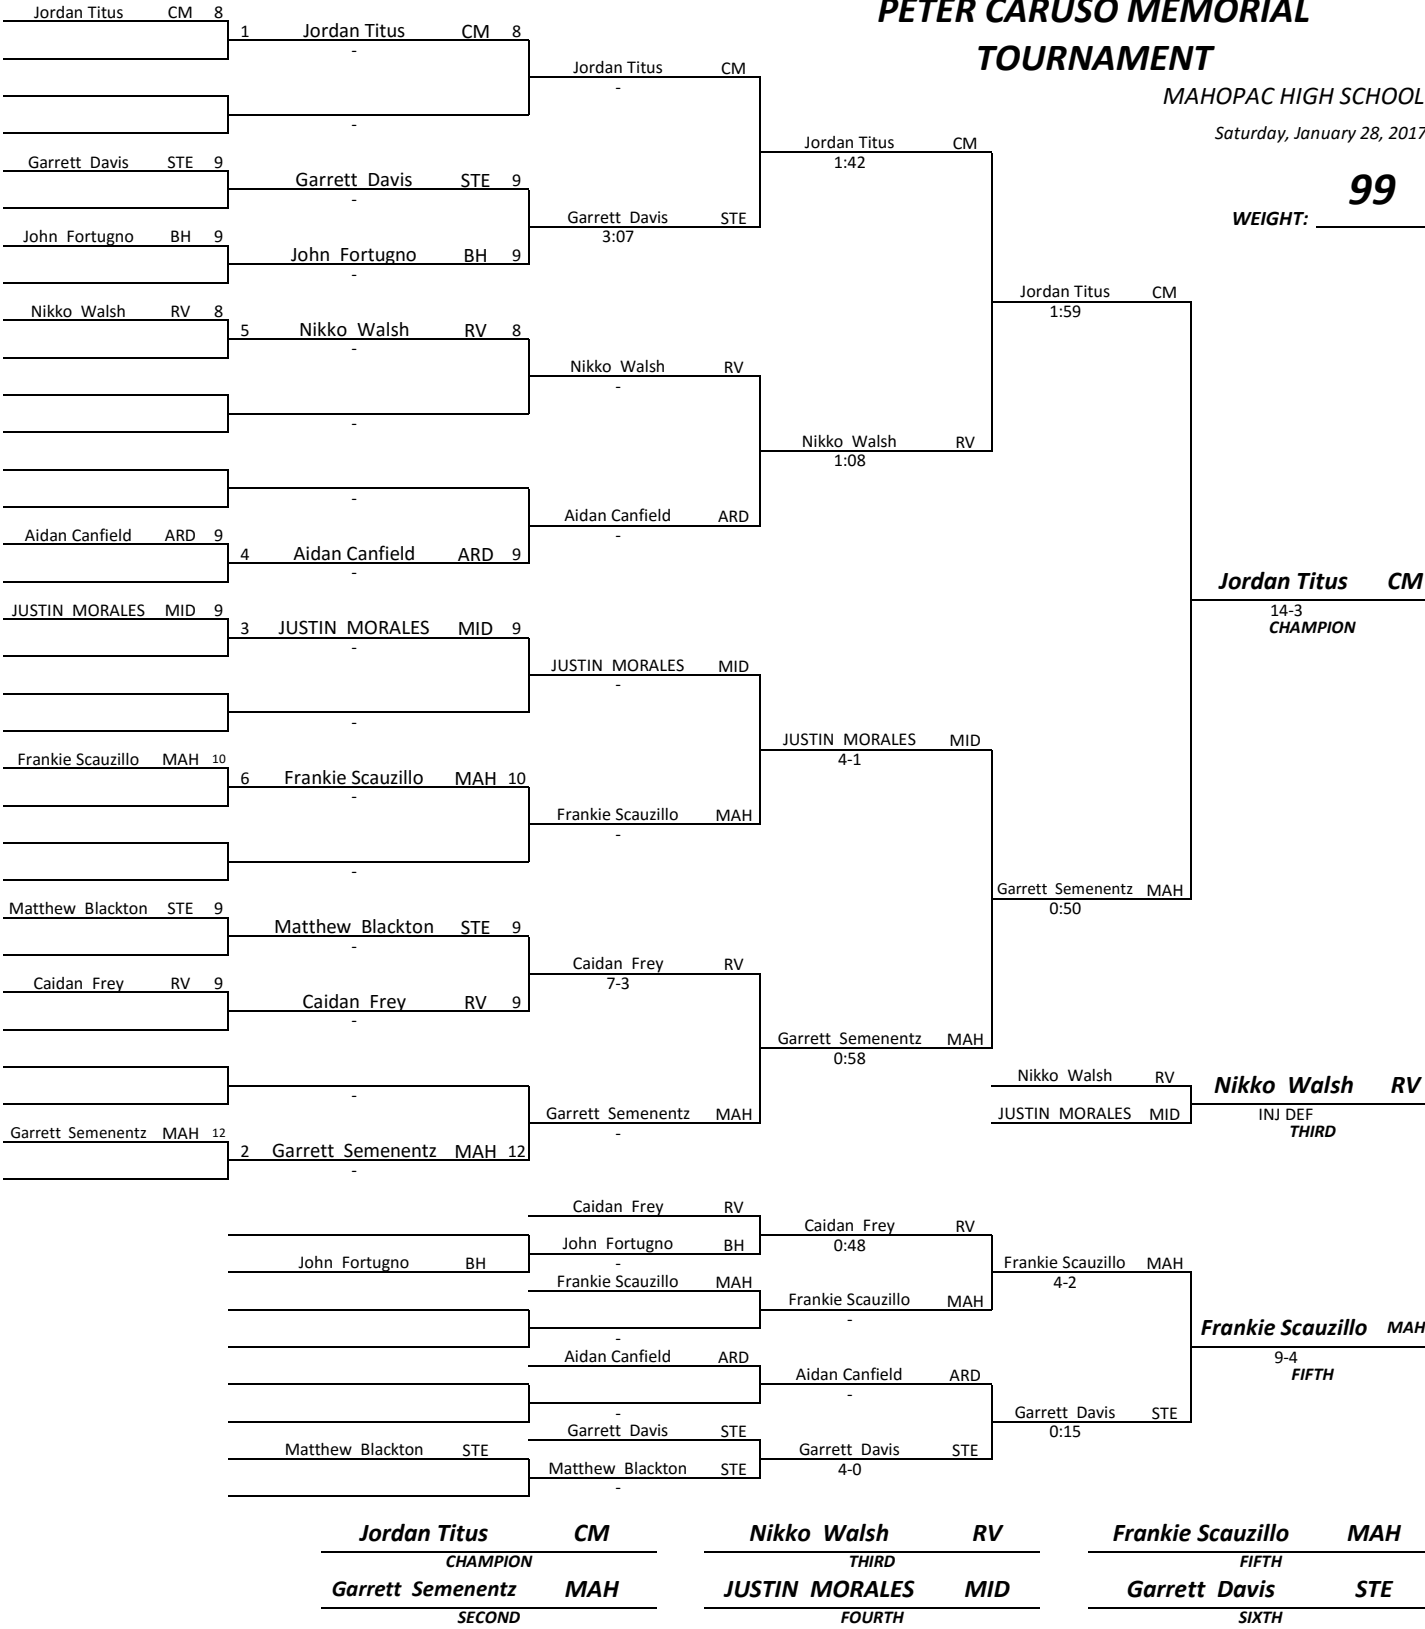 PETER CARUSO MEMORIAL
TOURNAMENT
MAHOPAC HIGH SCHOOL
Saturday, January 28, 2017
99
WEIGHT:
Jordan Titus CM 8
1 Jordan Titus CM 8
-
Jordan Titus CM
-
-
Jordan Titus CM
1:42
Garrett Davis STE 9
Garrett Davis STE 9
-
Garrett Davis STE
3:07
John Fortugno BH 9
John Fortugno BH 9
-
Jordan Titus CM
1:59
Nikko Walsh RV 8
5 Nikko Walsh RV 8
-
Nikko Walsh RV
-
-
Nikko Walsh RV
1:08
-
Aidan Canfield ARD
-
Aidan Canfield ARD 9
4 Aidan Canfield ARD 9
-
Jordan Titus CM
14-3
CHAMPION
JUSTIN MORALES MID 9
3 JUSTIN MORALES MID 9
-
JUSTIN MORALES MID
-
-
JUSTIN MORALES MID
4-1
Frankie Scauzillo MAH 10
6 Frankie Scauzillo MAH 10
-
Frankie Scauzillo MAH
-
-
Garrett Semenentz MAH
0:50
Matthew Blackton STE 9
Matthew Blackton STE 9
-
Caidan Frey RV
7-3
Caidan Frey RV 9
Caidan Frey RV 9
-
Garrett Semenentz MAH
0:58
-
Garrett Semenentz MAH
-
Garrett Semenentz MAH 12
2 Garrett Semenentz MAH 12
-
Nikko Walsh RV
JUSTIN MORALES MID
Nikko Walsh RV
INJ DEF
THIRD
Caidan Frey RV
Caidan Frey RV
0:48
John Fortugno BH
John Fortugno BH
-
Frankie Scauzillo MAH
4-2
Frankie Scauzillo MAH
Frankie Scauzillo MAH
-
-
Frankie Scauzillo MAH
9-4
FIFTH
Aidan Canfield ARD
Aidan Canfield ARD
-
-
Garrett Davis STE
0:15
Garrett Davis STE
Garrett Davis STE
4-0
Matthew Blackton STE
Matthew Blackton STE
-
Jordan Titus CM Nikko Walsh RV Frankie Scauzillo MAH
CHAMPION THIRD FIFTH
Garrett Semenentz MAH JUSTIN MORALES MID Garrett Davis STE
SECOND FOURTH SIXTH